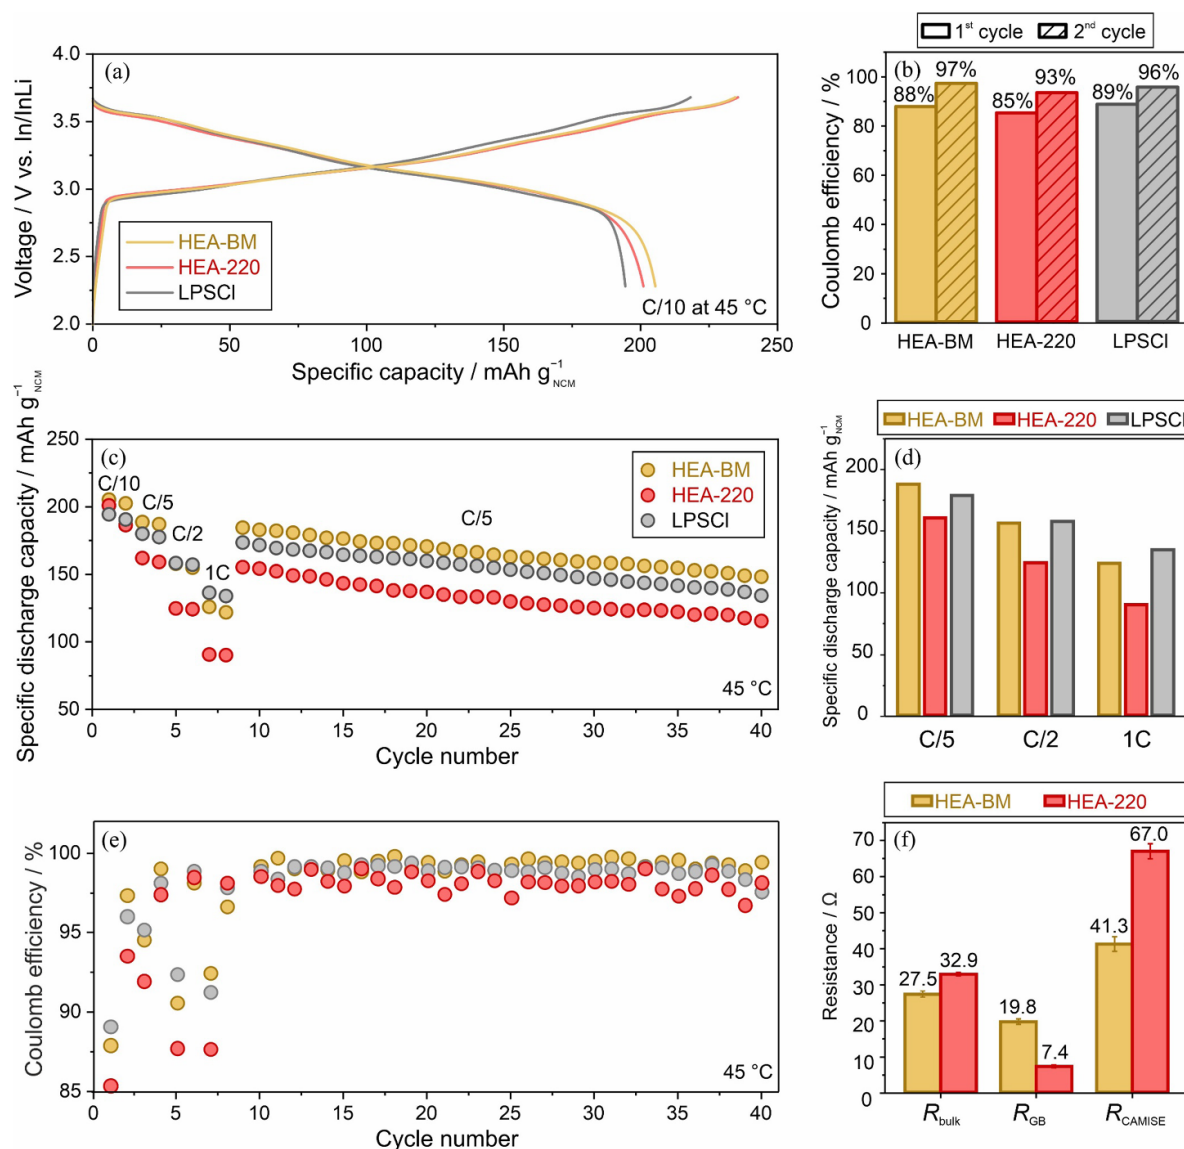 (a)
4.0
3.5
3.0
2.5
2.0
Voltage / V vs. In/InLi
HEA-BM
HEA-220
LPSCl
C/10 at 45 °C
0
50
100
150
200
250
Specific capacity / mAh g⁻¹NCM
1st cycle
2nd cycle
(b)
100
80
60
40
20
0
Coulomb efficiency / %
88%
97%
85%
93%
89%
96%
HEA-BM
HEA-220
LPSCl
(c)
250
200
150
100
50
Specific discharge capacity / mAh g⁻¹NCM
C/10
C/5
C/2
1C
C/5
HEA-BM
HEA-220
LPSCl
45 °C
0
5
10
15
20
25
30
35
40
Cycle number
HEA-BM
HEA-220
LPSCl
(d)
200
150
100
50
0
Specific discharge capacity / mAh g⁻¹NCM
C/5
C/2
1C
(e)
100
95
90
85
Coulomb efficiency / %
45 °C
0
5
10
15
20
25
30
35
40
Cycle number
HEA-BM
HEA-220
(f)
70
60
50
40
30
20
10
0
Resistance / Ω
27.5
32.9
19.8
7.4
41.3
67.0
Rbulk
RGB
RCAMISE